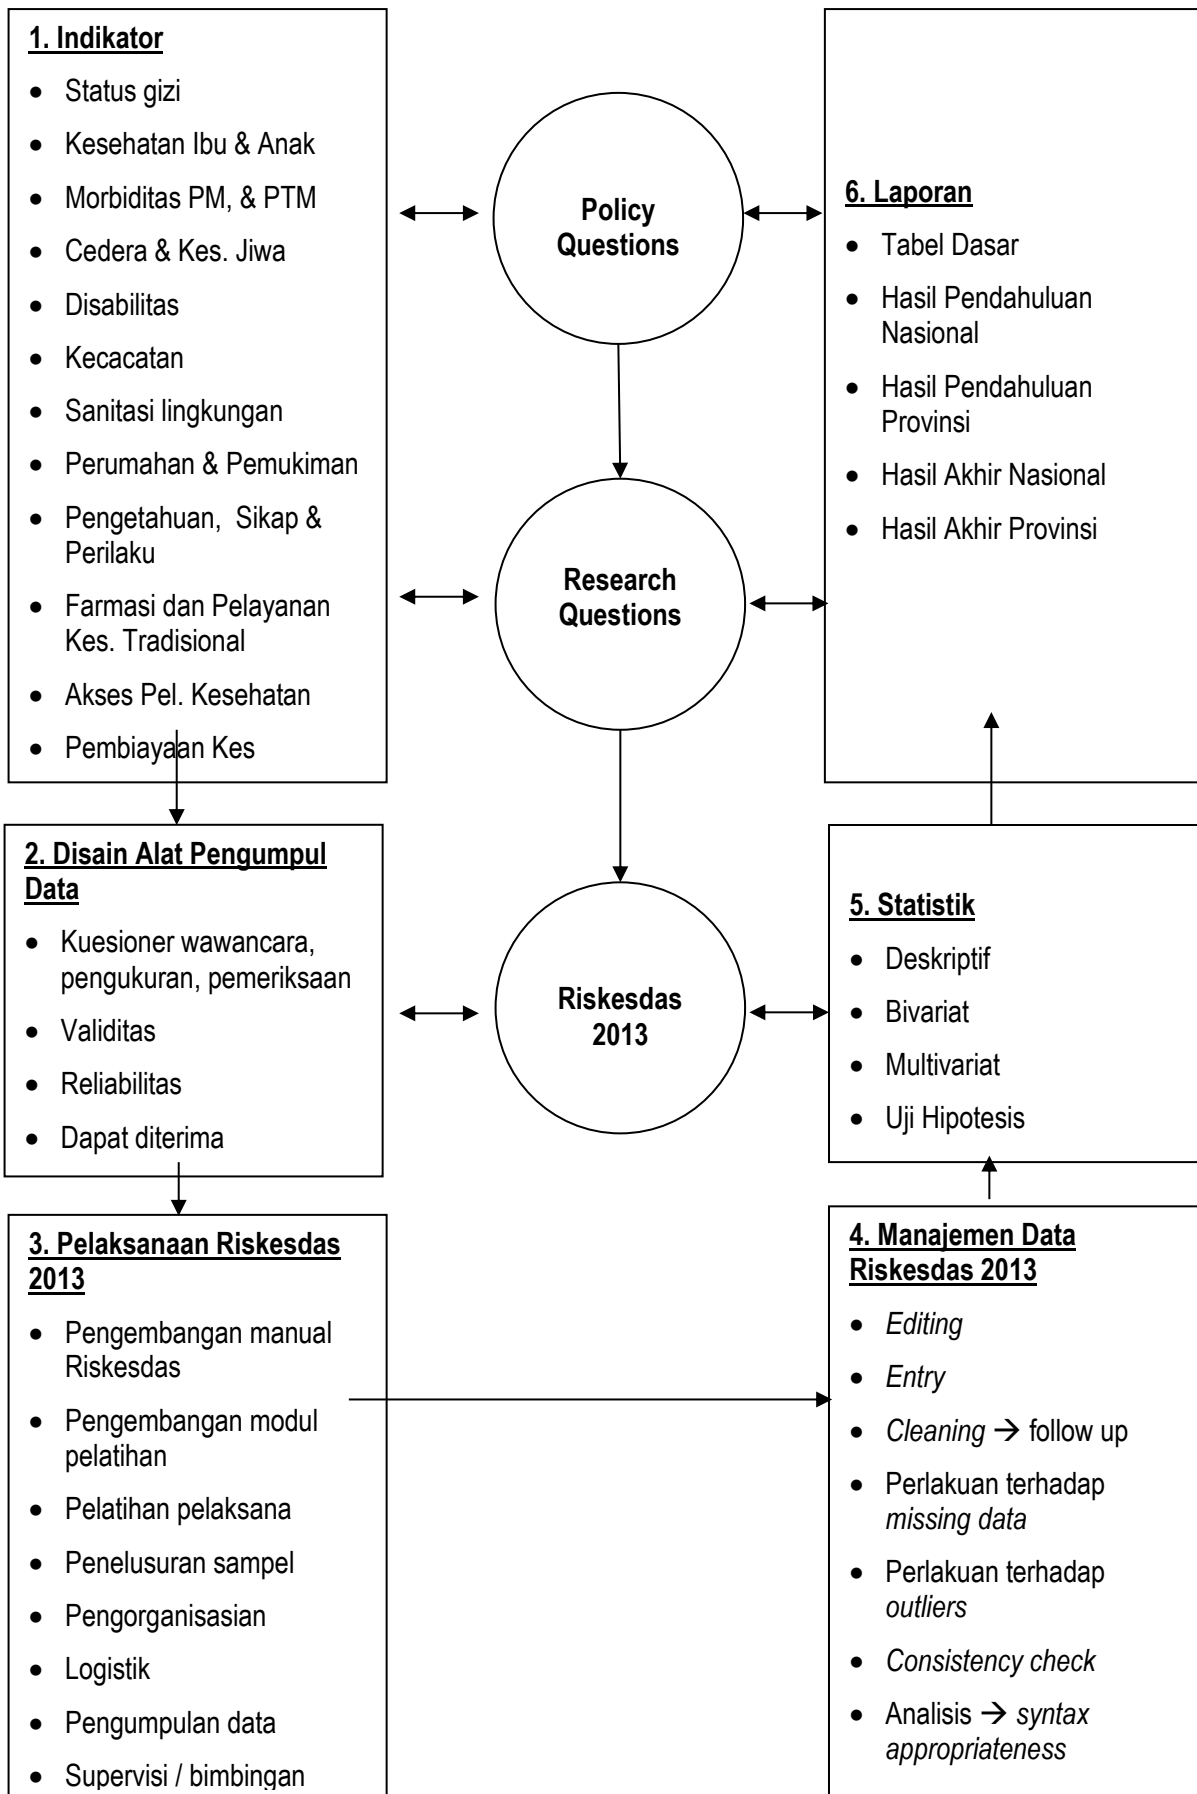 1. Indikator
• Status gizi
• Kesehatan Ibu & Anak
• Morbiditas PM, & PTM
• Cedera & Kes. Jiwa
• Disabilitas
• Kecacatan
• Sanitasi lingkungan
• Perumahan & Pemukiman
• Pengetahuan, Sikap &
Perilaku
• Farmasi dan Pelayanan
Kes. Tradisional
• Akses Pel. Kesehatan
• Pembiayaan Kes
2. Disain Alat Pengumpul
Data
• Kuesioner wawancara,
pengukuran, pemeriksaan
• Validitas
• Reliabilitas
• Dapat diterima
3. Pelaksanaan Riskesdas
2013
• Pengembangan manual
Riskesdas
• Pengembangan modul
pelatihan
• Pelatihan pelaksana
• Penelusuran sampel
• Pengorganisasian
• Logistik
• Pengumpulan data
• Supervisi / bimbingan
Policy
Questions
Research
Questions
Riskesdas
2013
6. Laporan
• Tabel Dasar
• Hasil Pendahuluan
Nasional
• Hasil Pendahuluan
Provinsi
• Hasil Akhir Nasional
• Hasil Akhir Provinsi
5. Statistik
• Deskriptif
• Bivariat
• Multivariat
• Uji Hipotesis
4. Manajemen Data
Riskesdas 2013
• Editing
• Entry
• Cleaning → follow up
• Perlakuan terhadap
missing data
• Perlakuan terhadap
outliers
• Consistency check
• Analisis → syntax
appropriateness